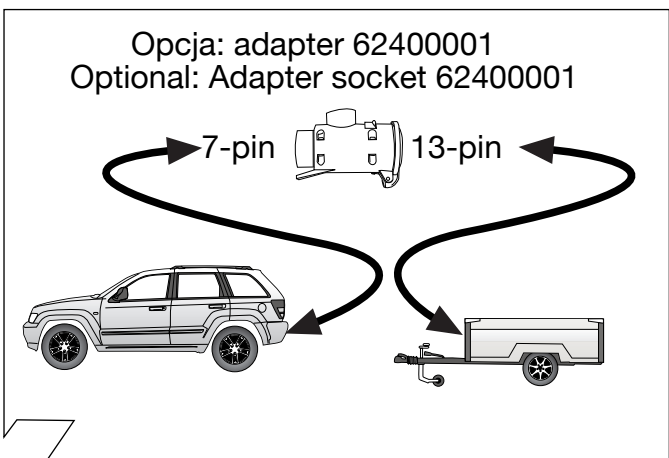 Opcja: adapter 62400001
Optional: Adapter socket 62400001
7-pin 13-pin